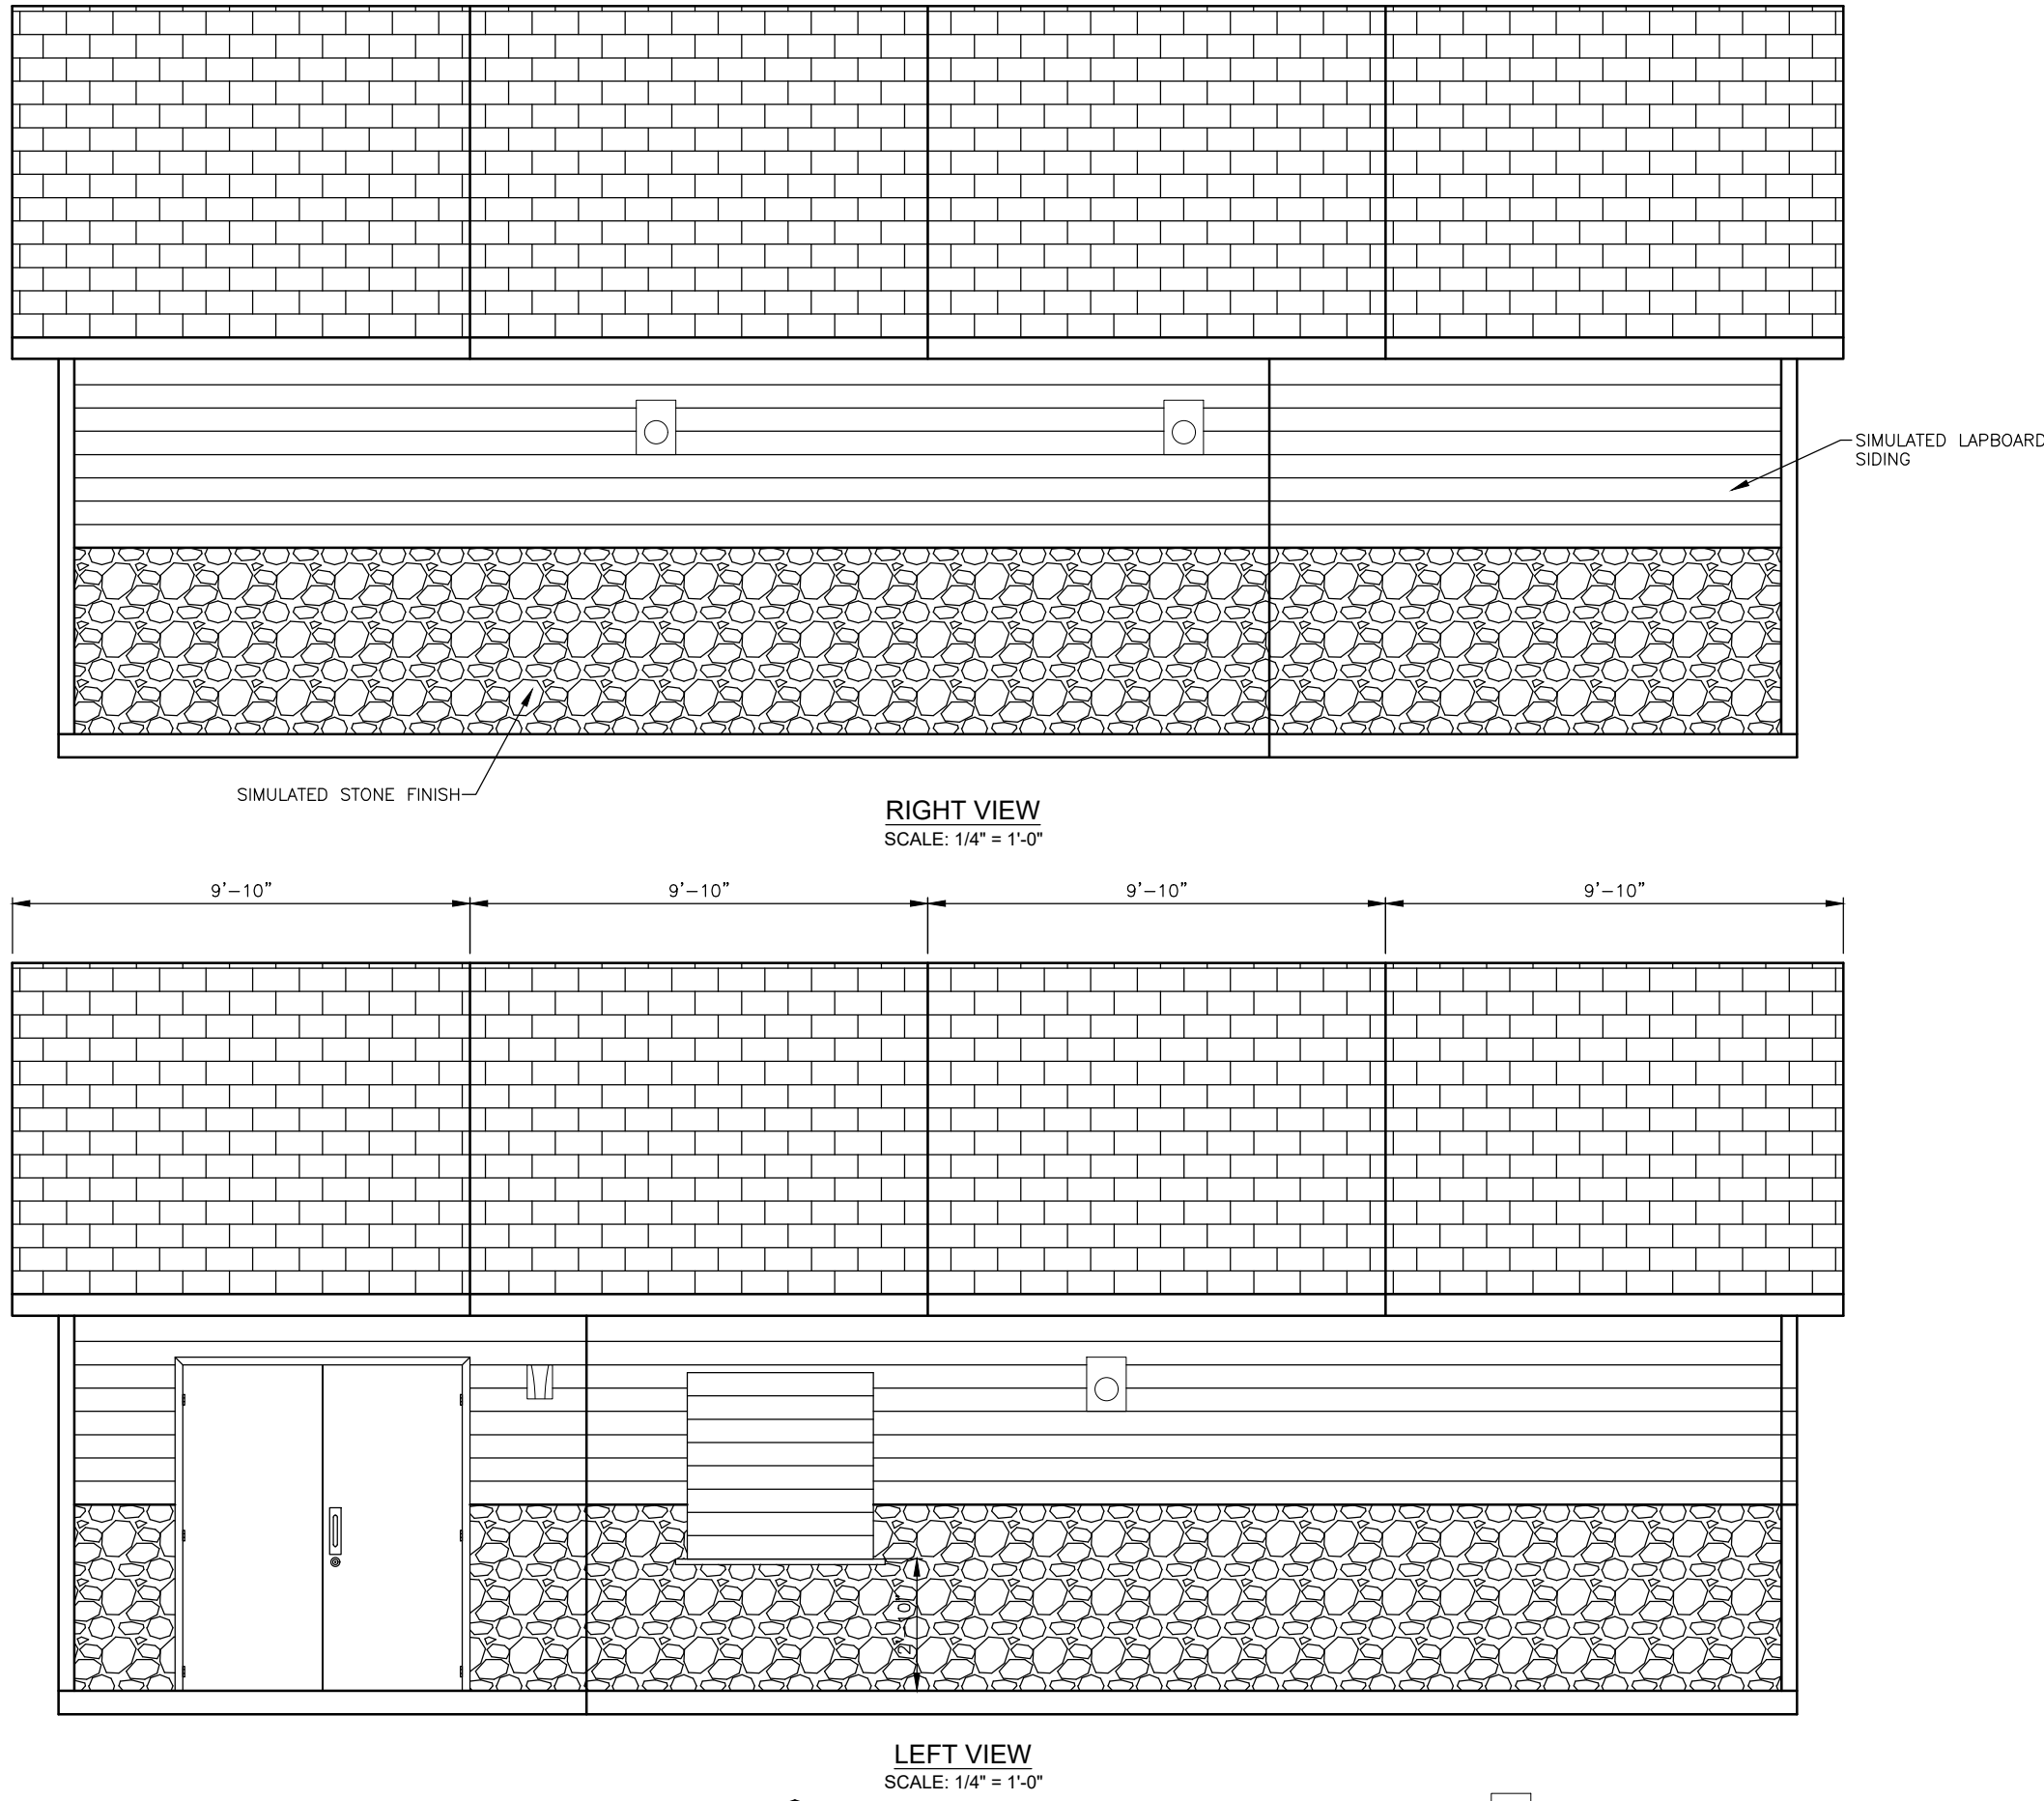 SIMULATED LAPBOARD
SIDING
SIMULATED STONE FINISH
RIGHT VIEW
SCALE: 1/4" = 1'-0"
9'-10" 9'-10" 9'-10" 9'-10"
2'-10"
LEFT VIEW
SCALE: 1/4" = 1'-0"